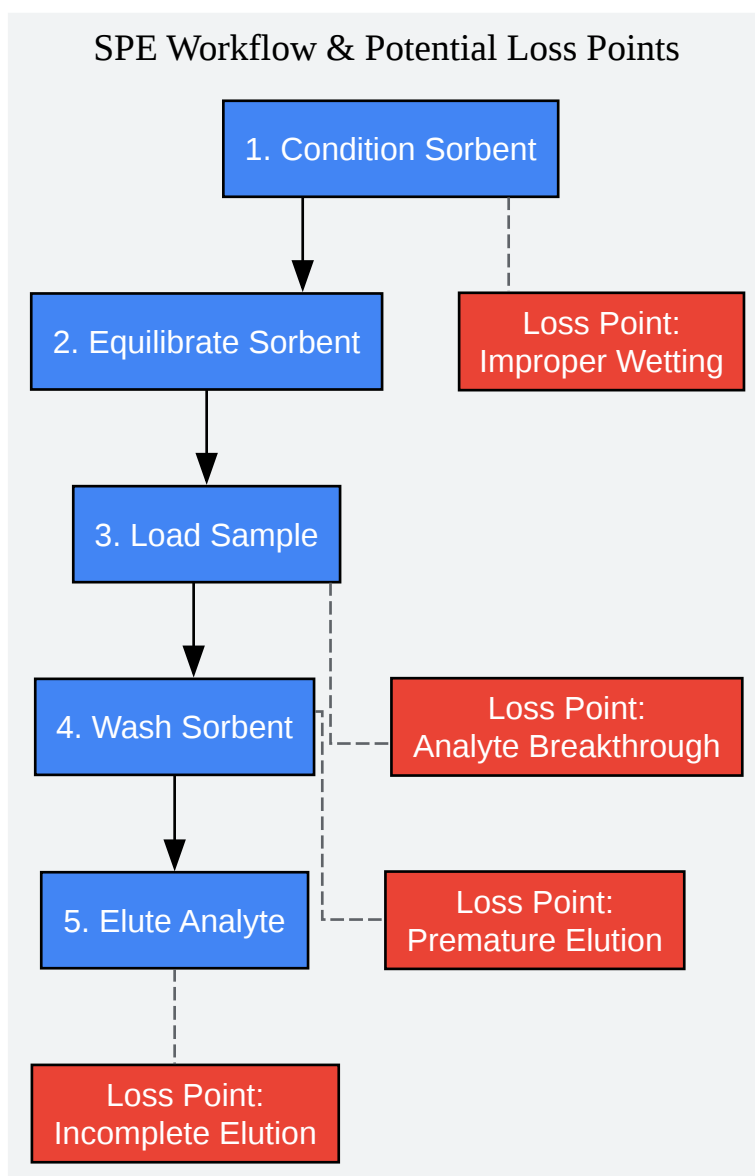 SPE Workflow & Potential Loss Points
1. Condition Sorbent
2. Equilibrate Sorbent
Loss Point:
Improper Wetting
3. Load Sample
4. Wash Sorbent
Loss Point:
Analyte Breakthrough
5. Elute Analyte
Loss Point:
Premature Elution
Loss Point:
Incomplete Elution